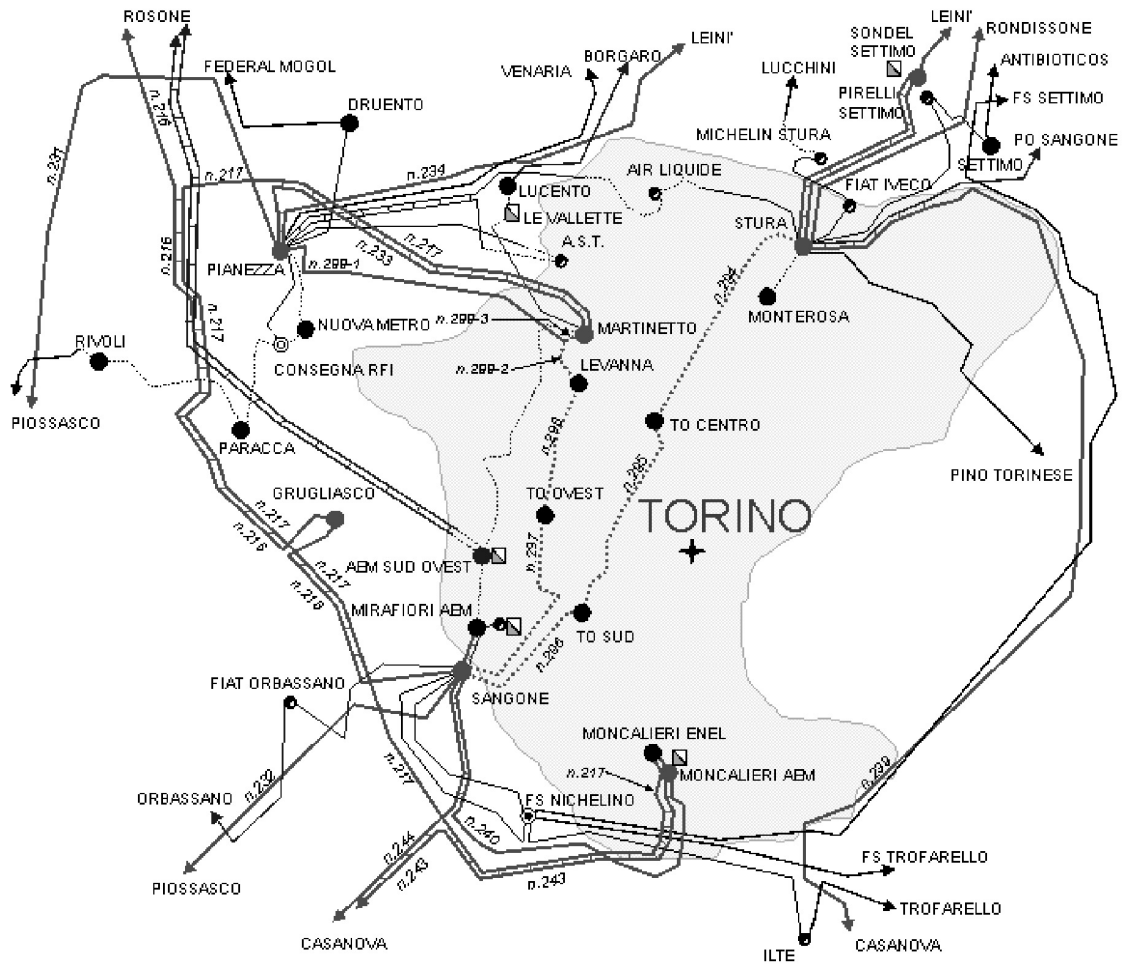 ROSONE
LEINI'
RONDISSONE
SONDEL
SETTIMO
LEINI'
BORGARO
VENARIA
LUCCHINI
ANTIBIOTICOS
FEDERAL MOGOL
PIRELLI
SETTIMO
FS SETTIMO
DRUENTO
n.216
MICHELIN STURA
PO SANGONE
SETTIMO
n.231
n.217
n.234
AIR LIQUIDE
FIAT IVECO
LUCENTO
LE VALLETTE
STURA
n.216
n.217
n.233
A.S.T.
PIANEZZA
n.299-1
n.294
MONTEROSA
n.217
NUOVA METRO
n.299-3
MARTINETTO
RIVOLI
CONSEGNA RFI
n.299-2
LEVANNA
PIOSSASCO
TO CENTRO
PARACCA
n.298
n.295
PINO TORINESE
GRUGLIASCO
TO OVEST
TORINO
n.217
n.216
n.297
AEM SUD OVEST
n.217
n.216
MIRAFIORI AEM
TO SUD
n.296
FIAT ORBASSANO
SANGONE
MONCALIERI ENEL
n.232
n.217
n.217
MONCALIERI AEM
n.239
ORBASSANO
FS NICHELINO
n.240
n.244
n.243
n.243
FS TROFARELLO
PIOSSASCO
TROFARELLO
CASANOVA
ILTE
CASANOVA